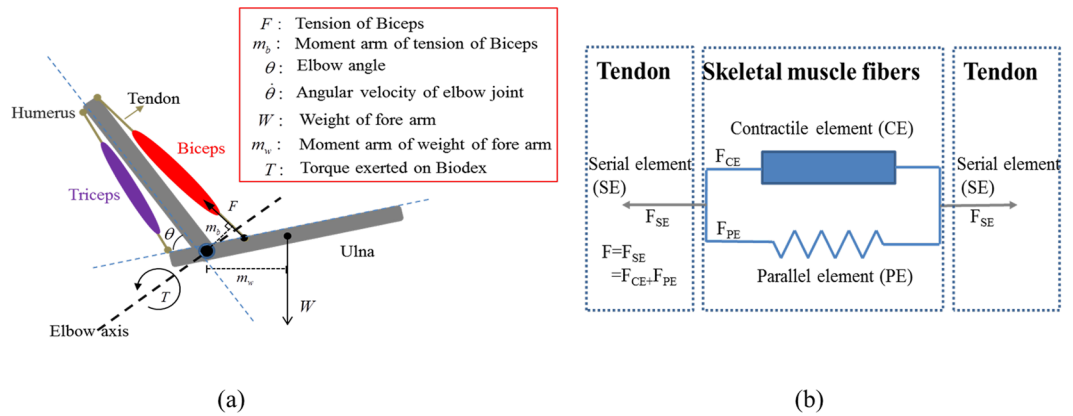 F : Tension of Biceps
m_b : Moment arm of tension of Biceps
θ : Elbow angle
θ̇ : Angular velocity of elbow joint
W : Weight of fore arm
m_w : Moment arm of weight of fore arm
T : Torque exerted on Biodex
Tendon
Humerus
Biceps
Triceps
F
m_b
θ
Ulna
m_w
T
W
Elbow axis
(a)
Tendon
Skeletal muscle fibers
Tendon
Contractile element (CE)
Serial element
(SE)
F_CE
Serial element
(SE)
F_SE
F_SE
F_PE
F=F_SE
=F_CE+F_PE
Parallel element (PE)
(b)